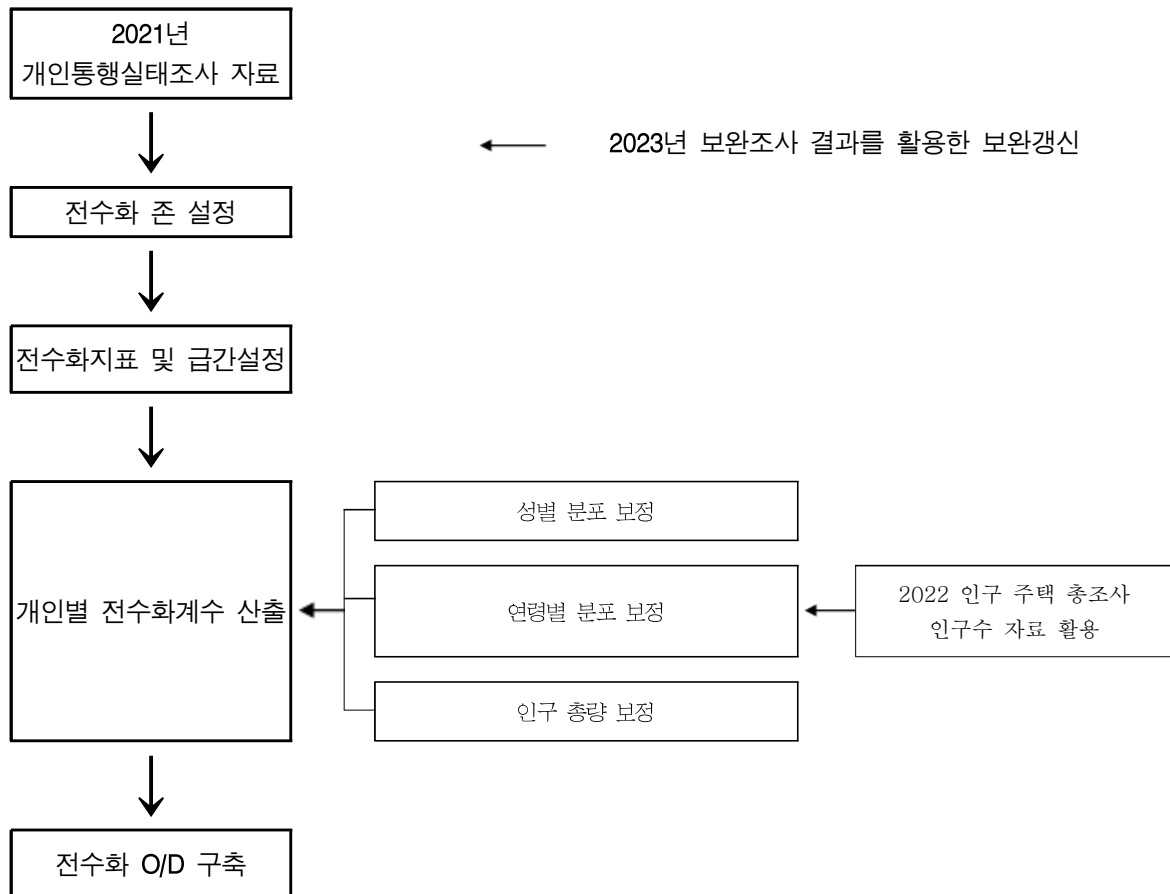 2021년
개인통행실태조사 자료
2023년 보완조사 결과를 활용한 보완갱신
전수화 존 설정
전수화지표 및 급간설정
개인별 전수화계수 산출
성별 분포 보정
연령별 분포 보정
2022 인구 주택 총조사
인구수 자료 활용
인구 총량 보정
전수화 O/D 구축